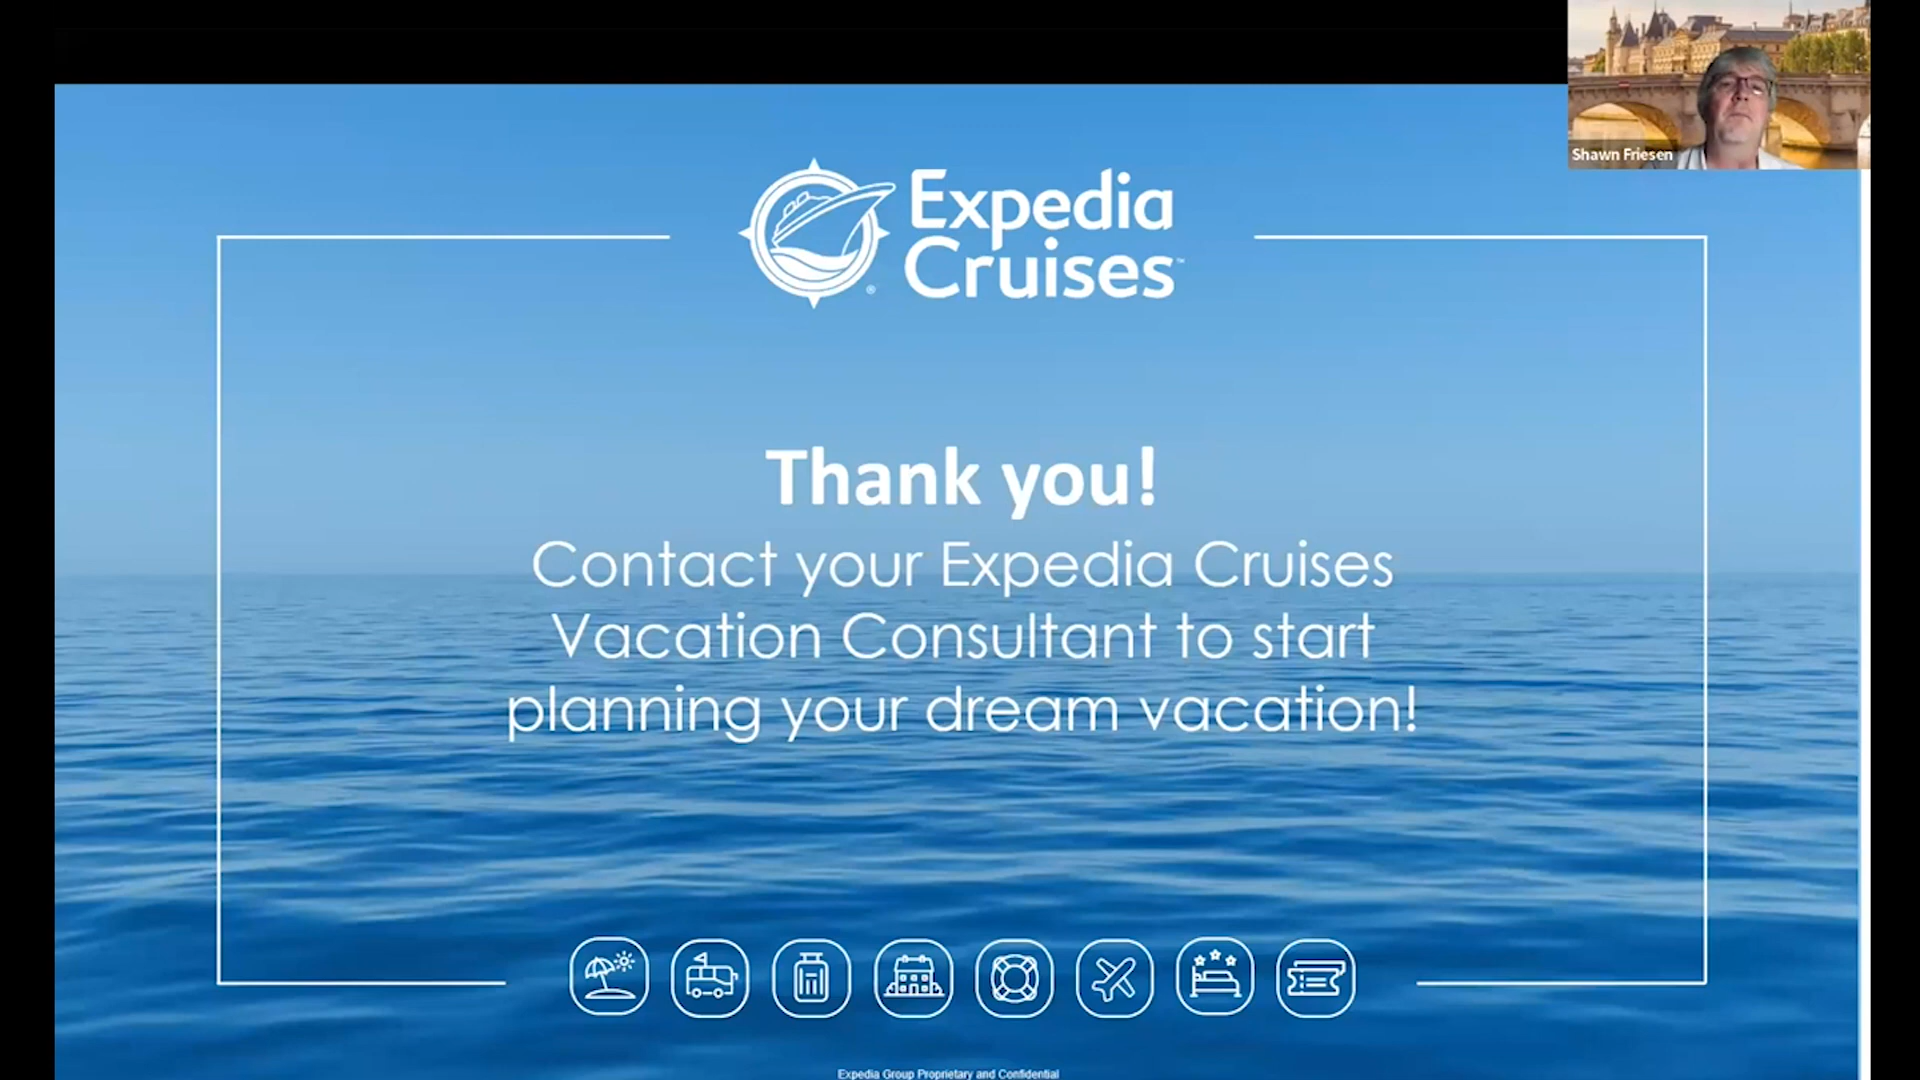 Shawn Friesen
Expedia
Cruises™
®
Thank you!
Contact your Expedia Cruises
Vacation Consultant to start
planning your dream vacation!
Expedia Group Proprietary and Confidential